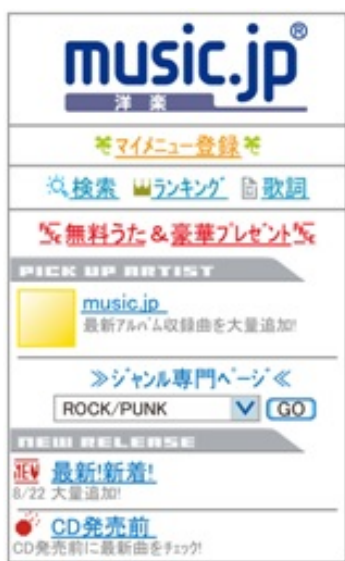 music.jp®
洋楽
マイメニュー登録
検索 ランキング 歌詞
無料うた&豪華プレゼント
PICK UP ARTIST
music.jp
最新アルバム収録曲を大量追加!
≫ジャンル専門ページ≪
ROCK/PUNK GO
NEW RELEASE
NEW 最新!新着!
8/22 大量追加!
CD発売前
CD発売前に最新曲をチェック!